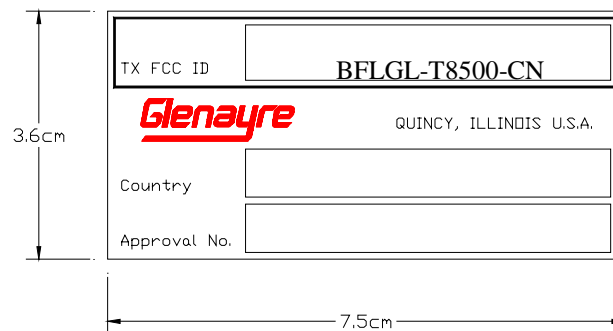 TX FCC ID BFLGL-T8500-CN
Glenayre QUINCY, ILLINOIS U.S.A.
3.6cm
Country
Approval No.
7.5cm